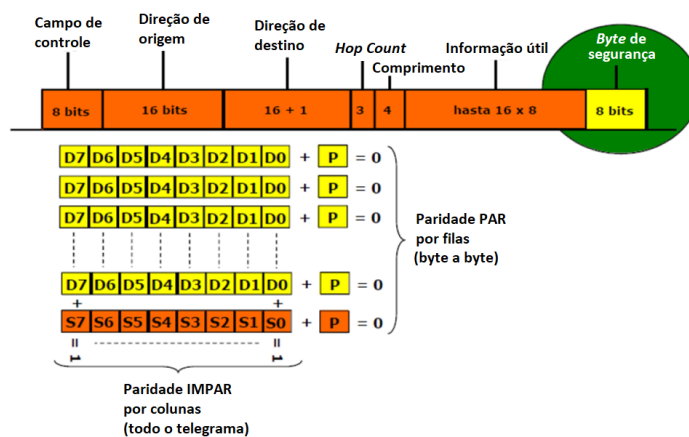 Campo de
controle
Direção de
origem
Direção de
destino
Hop Count
Comprimento
Informação útil
Byte de
segurança
8 bits
16 bits
16 + 1
3
4
hasta 16 x 8
8 bits
D7 D6 D5 D4 D3 D2 D1 D0 + P = 0
D7 D6 D5 D4 D3 D2 D1 D0 + P = 0
D7 D6 D5 D4 D3 D2 D1 D0 + P = 0
D7 D6 D5 D4 D3 D2 D1 D0 + P = 0
+ +
S7 S6 S5 S4 S3 S2 S1 S0 + P = 0
= =
1 1
Paridade PAR
por filas
(byte a byte)
Paridade IMPAR
por colunas
(todo o telegrama)